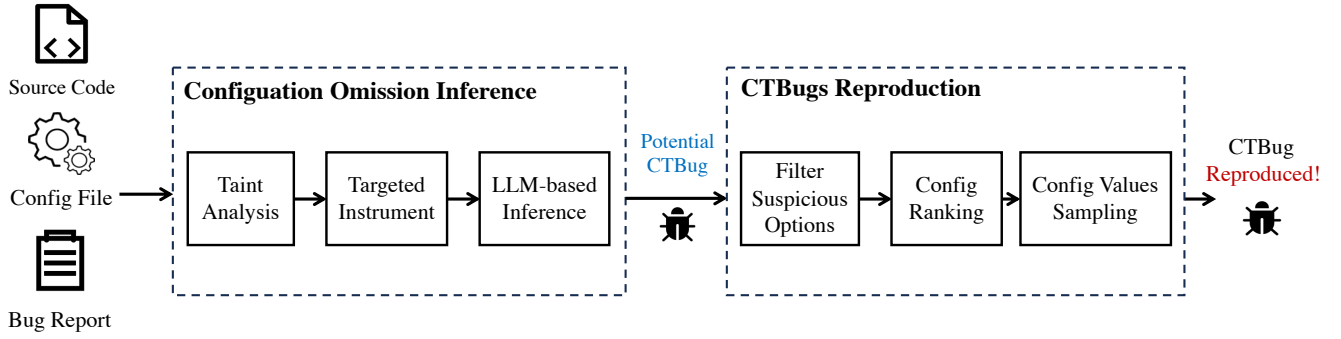 Source Code
Config File
Bug Report
Configuation Omission Inference
Taint
Analysis
Targeted
Instrument
LLM-based
Inference
Potential
CTBug
CTBugs Reproduction
Filter
Suspicious
Options
Config
Ranking
Config Values
Sampling
CTBug
Reproduced!